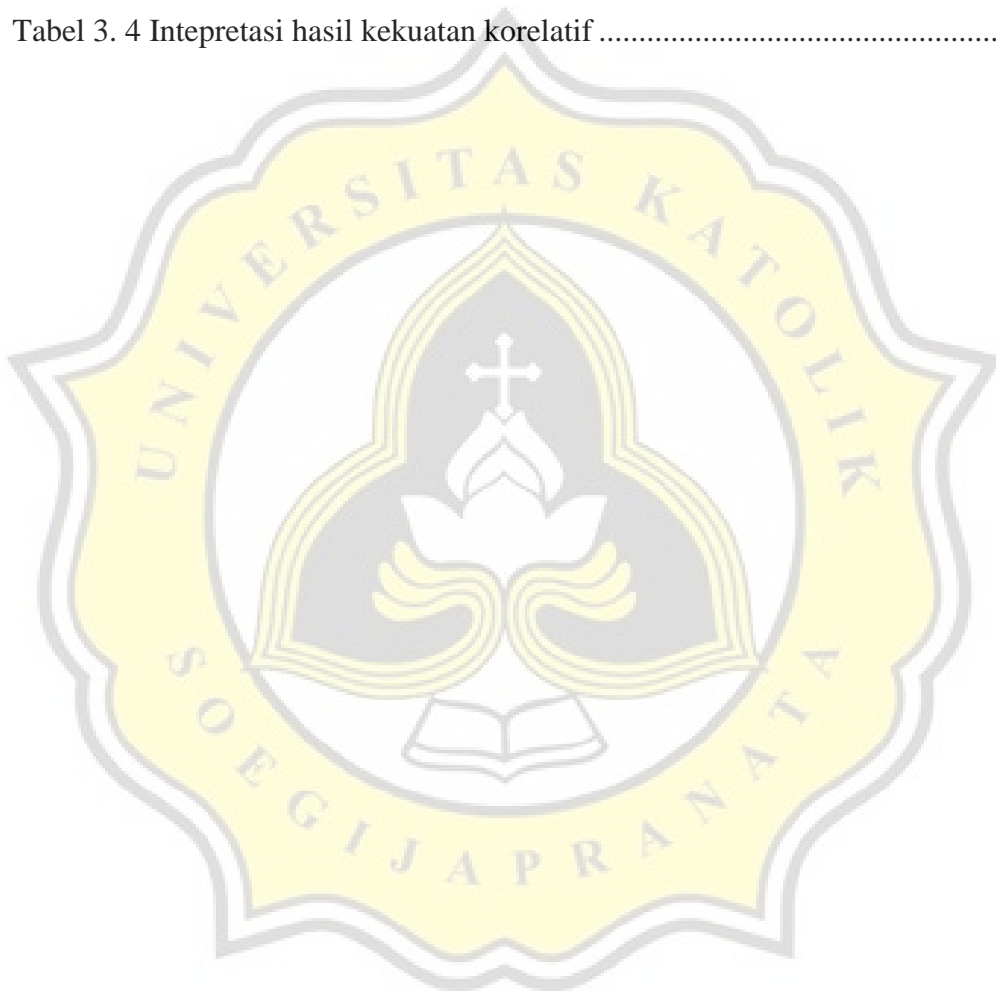 Tabel 3. 4 Intepretasi hasil kekuatan korelatif ..........................................
UNIVERSITAS KATOLIK
SOEGIJAPRANATA